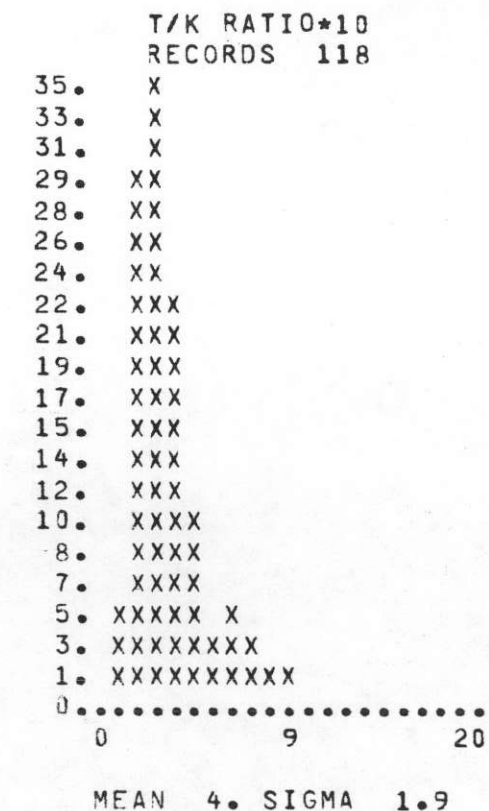 T/K RATIO*10
RECORDS 118
35. X
33. X
31. X
29. XX
28. XX
26. XX
24. XX
22. XXX
21. XXX
19. XXX
17. XXX
15. XXX
14. XXX
12. XXX
10. XXXX
8. XXXX
7. XXXX
5. XXXXX X
3. XXXXXXXX
1. XXXXXXXXXX
0.......................
0 9 20
MEAN 4. SIGMA 1.9